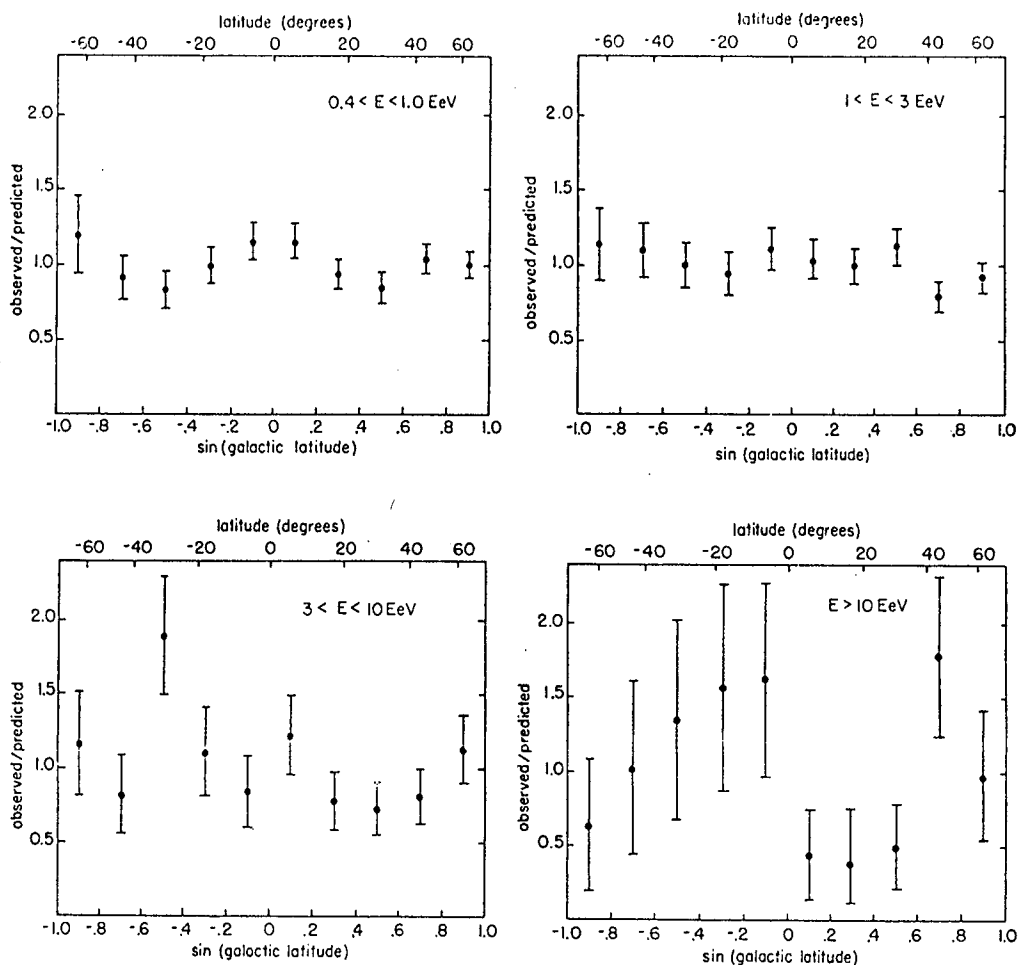 latitude (degrees)
-60 -40 -20 0 20 40 60
0.4 < E < 1.0 EeV
observed/predicted
2.0
1.5
1.0
0.5
-1.0 -.8 -.6 -.4 -.2 0 .2 .4 .6 .8 1.0
sin (galactic latitude)
latitude (degrees)
-60 -40 -20 0 20 40 60
1 < E < 3 EeV
observed/predicted
2.0
1.5
1.0
0.5
-1.0 -.8 -.6 -.4 -.2 0 .2 .4 .6 .8 1.0
sin (galactic latitude)
latitude (degrees)
-60 -40 -20 0 20 40 60
3 < E < 10 EeV
observed/predicted
2.0
1.5
1.0
0.5
-1.0 -.8 -.6 -.4 -.2 0 .2 .4 .6 .8 1.0
sin (galactic latitude)
latitude (degrees)
-60 -40 -20 0 20 40 60
E > 10 EeV
observed/predicted
2.0
1.5
1.0
0.5
-1.0 -.8 -.6 -.4 -.2 0 .2 .4 .6 .8 1.0
sin (galactic latitude)